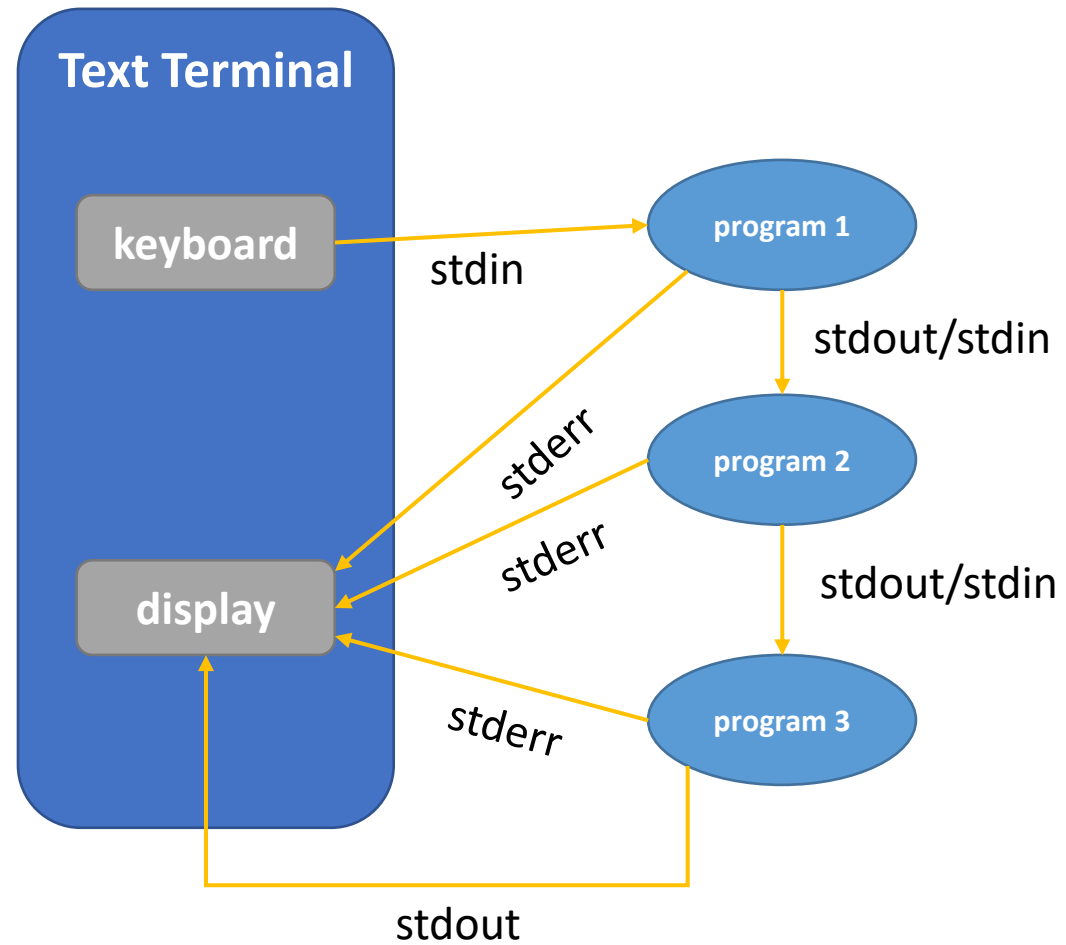 Text Terminal
keyboard
program 1
stdin
stdout/stdin
stderr
program 2
stderr
stdout/stdin
display
stderr
program 3
stdout